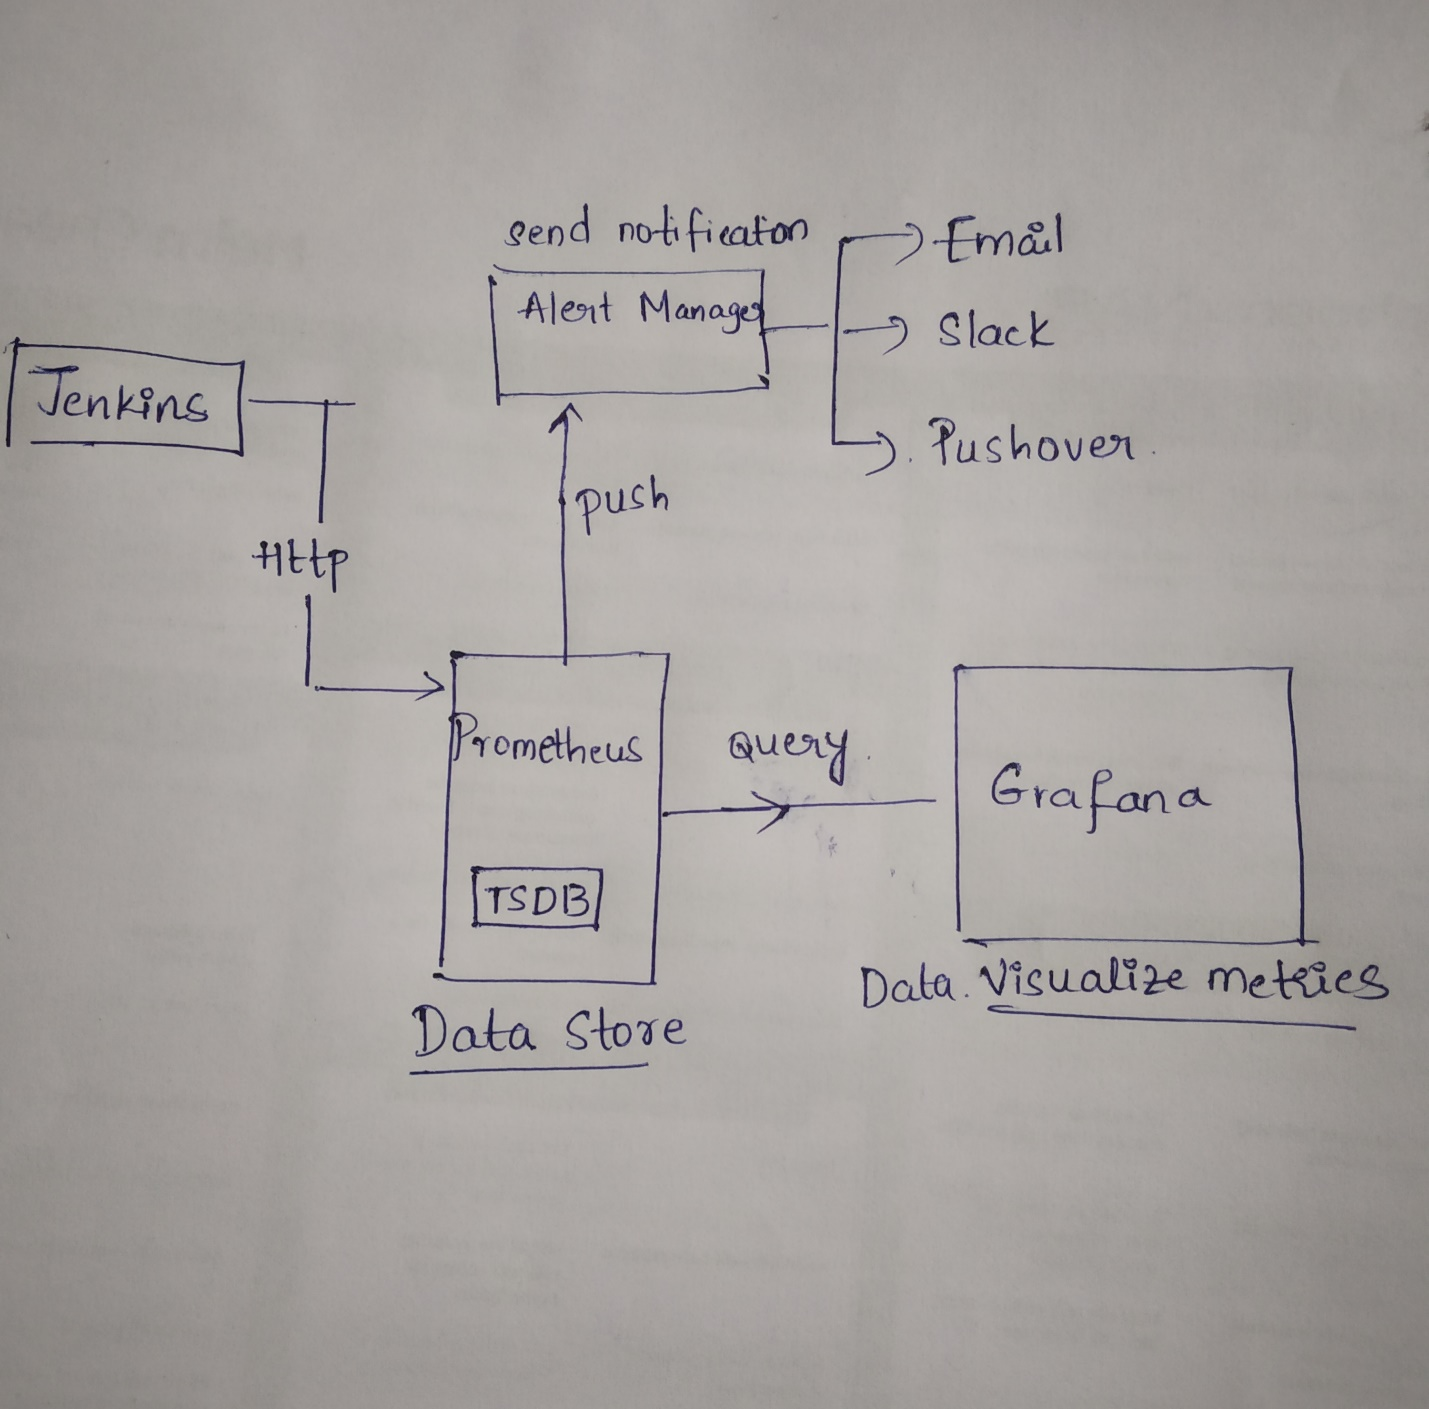 send notificaton
Email
Alert Manager
Slack
Jenkins
Pushover.
push
Http
Prometheus
Query.
Grafana
TSDB
Data. Visualize metrics
Data Store